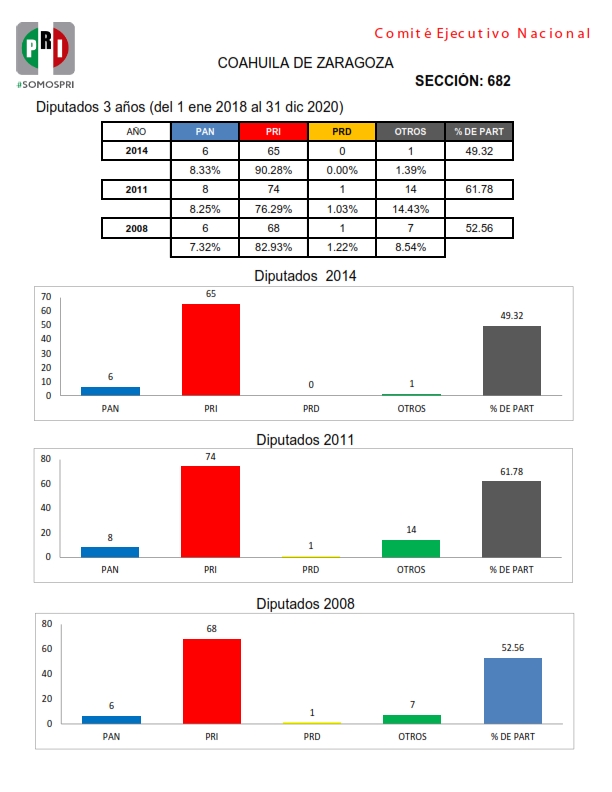 PRI
#SOMOSPRI
Comité Ejecutivo Nacional
COAHUILA DE ZARAGOZA
SECCIÓN: 682
Diputados 3 años (del 1 ene 2018 al 31 dic 2020)
AÑO PAN PRI PRD OTROS % DE PART
2014 6 65 0 1 49.32
8.33% 90.28% 0.00% 1.39%
2011 8 74 1 14 61.78
8.25% 76.29% 1.03% 14.43%
2008 6 68 1 7 52.56
7.32% 82.93% 1.22% 8.54%
Diputados 2014
70
60
50
40
30
20
10
0
6 65 0 1 49.32
PAN PRI PRD OTROS % DE PART
Diputados 2011
80
60
40
20
0
8 74 1 14 61.78
PAN PRI PRD OTROS % DE PART
Diputados 2008
80
60
40
20
0
6 68 1 7 52.56
PAN PRI PRD OTROS % DE PART